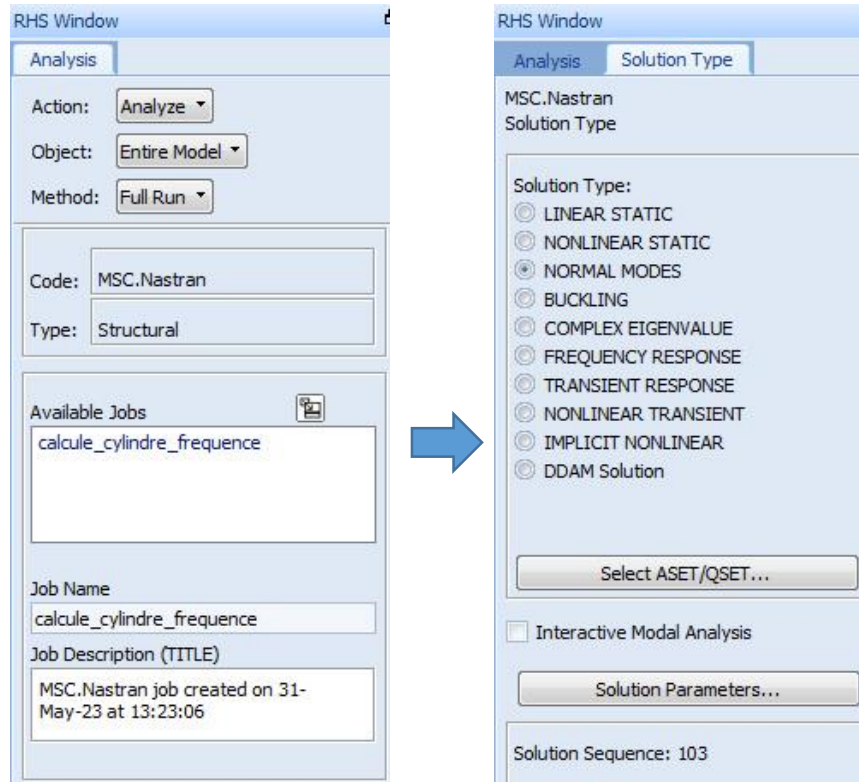 RHS Window
Analysis
Action: Analyze
Object: Entire Model
Method: Full Run
Code: MSC.Nastran
Type: Structural
Available Jobs
calcule_cylindre_frequence
Job Name
calcule_cylindre_frequence
Job Description (TITLE)
MSC.Nastran job created on 31-
May-23 at 13:23:06
RHS Window
Analysis Solution Type
MSC.Nastran
Solution Type
Solution Type:
LINEAR STATIC
NONLINEAR STATIC
NORMAL MODES
BUCKLING
COMPLEX EIGENVALUE
FREQUENCY RESPONSE
TRANSIENT RESPONSE
NONLINEAR TRANSIENT
IMPLICIT NONLINEAR
DDAM Solution
Select ASET/QSET...
Interactive Modal Analysis
Solution Parameters...
Solution Sequence: 103